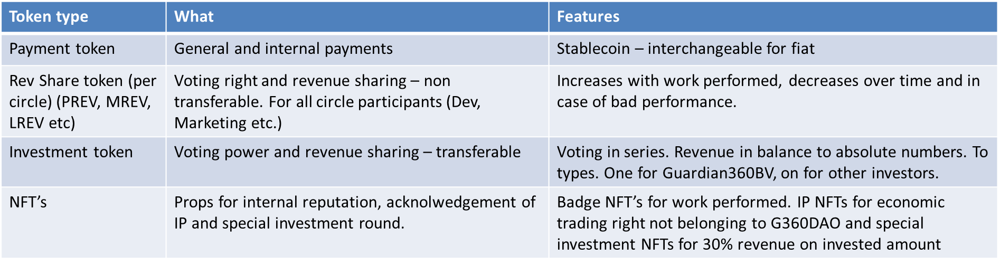 Token type
What
Features
Payment token
General and internal payments
Stablecoin – interchangeable for fiat
Rev Share token (per
circle) (PREV, MREV,
LREV etc)
Voting right and revenue sharing – non
transferable. For all circle participants (Dev,
Marketing etc.)
Increases with work performed, decreases over time and in
case of bad performance.
Investment token
Voting power and revenue sharing – transferable
Voting in series. Revenue in balance to absolute numbers. To
types. One for Guardian360BV, on for other investors.
NFT’s
Props for internal reputation, acknolwedgement of
IP and special investment round.
Badge NFT’s for work performed. IP NFTs for economic
trading right not belonging to G360DAO and special
investment NFTs for 30% revenue on invested amount